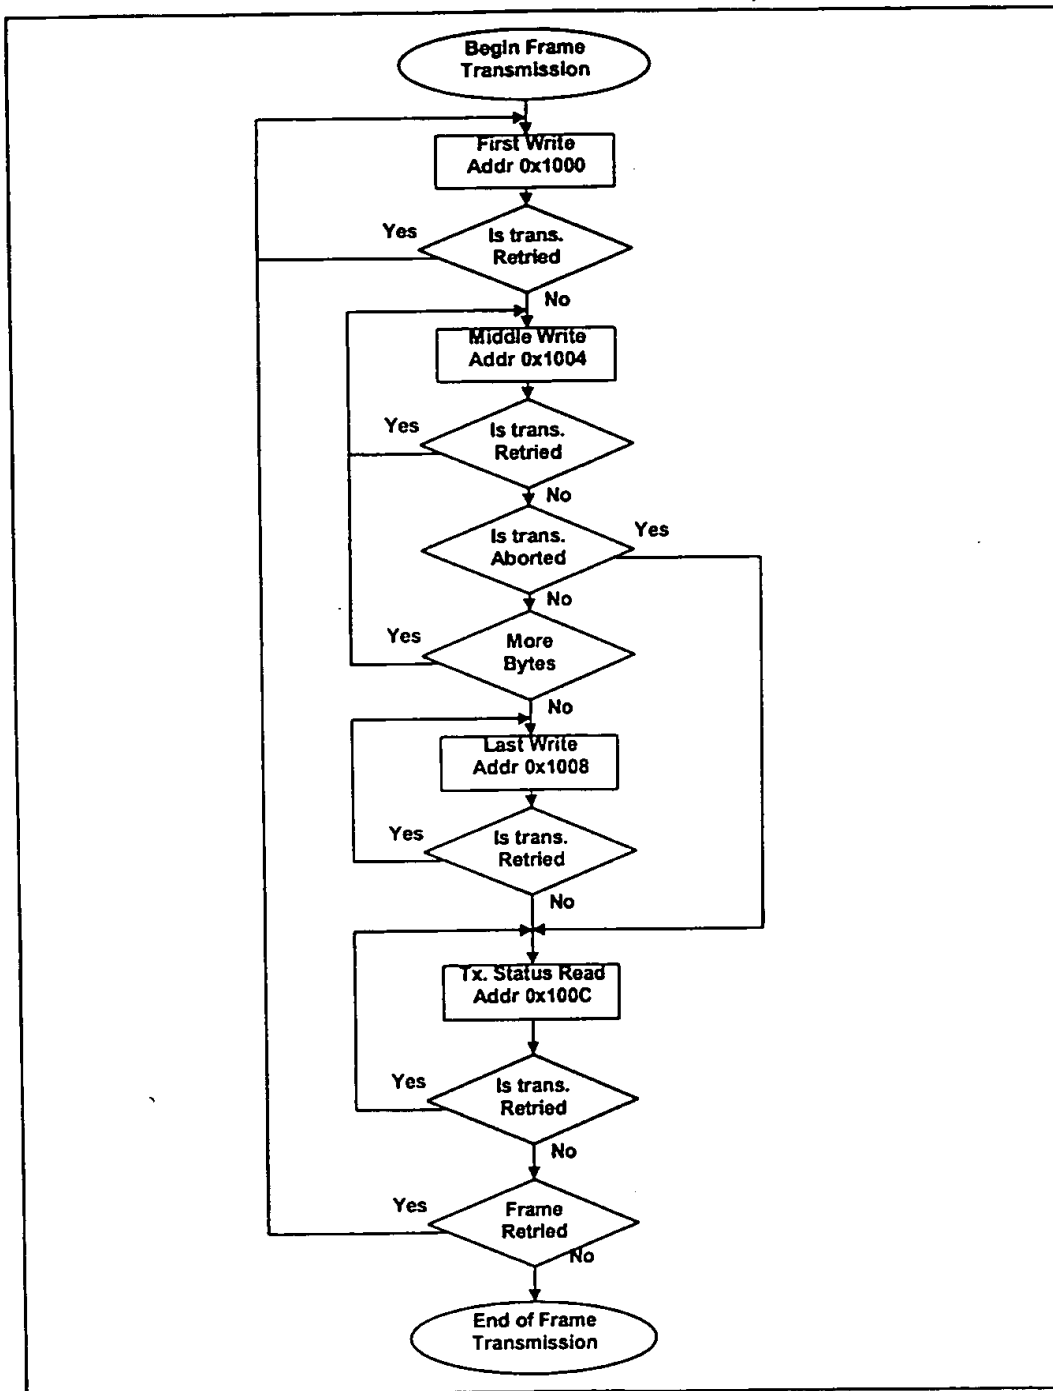 Begin Frame
Transmission
First Write
Addr 0x1000
Yes
Is trans.
Retried
No
Middle Write
Addr 0x1004
Yes
Is trans.
Retried
No
Is trans.
Aborted
Yes
No
Yes
More
Bytes
No
Last Write
Addr 0x1008
Yes
Is trans.
Retried
No
Tx. Status Read
Addr 0x100C
Yes
Is trans.
Retried
No
Yes
Frame
Retried
No
End of Frame
Transmission